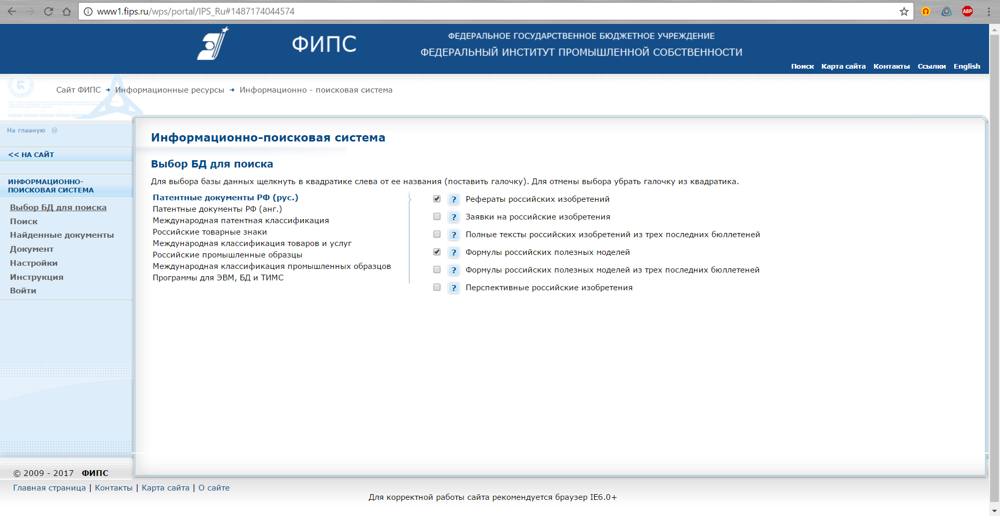 www1.fips.ru/wps/portal/IPS_Ru#1487174044574
ABP
ФИПС
ФЕДЕРАЛЬНОЕ ГОСУДАРСТВЕННОЕ БЮДЖЕТНОЕ УЧРЕЖДЕНИЕ
ФЕДЕРАЛЬНЫЙ ИНСТИТУТ ПРОМЫШЛЕННОЙ СОБСТВЕННОСТИ
Поиск Карта сайта Контакты Ссылки English
Сайт ФИПС → Информационные ресурсы → Информационно - поисковая система
На главную
<< НА САЙТ
ИНФОРМАЦИОННО-
ПОИСКОВАЯ СИСТЕМА
Выбор БД для поиска
Поиск
Найденные документы
Документ
Настройки
Инструкция
Войти
Информационно-поисковая система
Выбор БД для поиска
Для выбора базы данных щелкнуть в квадратике слева от ее названия (поставить галочку). Для отмены выбора убрать галочку из квадратика.
Патентные документы РФ (рус.)
Патентные документы РФ (анг.)
Международная патентная классификация
Российские товарные знаки
Международная классификация товаров и услуг
Российские промышленные образцы
Международная классификация промышленных образцов
Программы для ЭВМ, БД и ТИМС
? Рефераты российских изобретений
? Заявки на российские изобретения
? Полные тексты российских изобретений из трех последних бюллетеней
? Формулы российских полезных моделей
? Формулы российских полезных моделей из трех последних бюллетеней
? Перспективные российские изобретения
© 2009 - 2017 ФИПС
Главная страница | Контакты | Карта сайта | О сайте
Для корректной работы сайта рекомендуется браузер IE6.0+